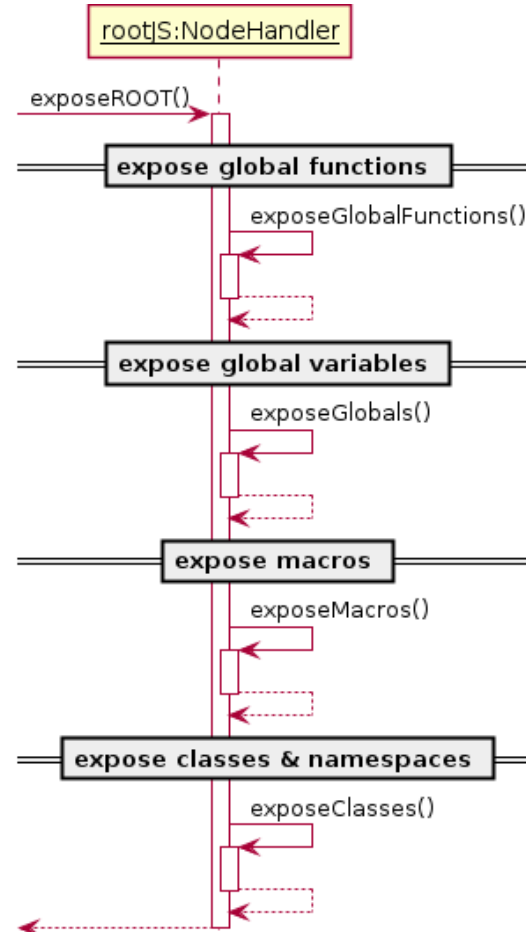 rootJS:NodeHandler
exposeROOT()
expose global functions
exposeGlobalFunctions()
expose global variables
exposeGlobals()
expose macros
exposeMacros()
expose classes & namespaces
exposeClasses()